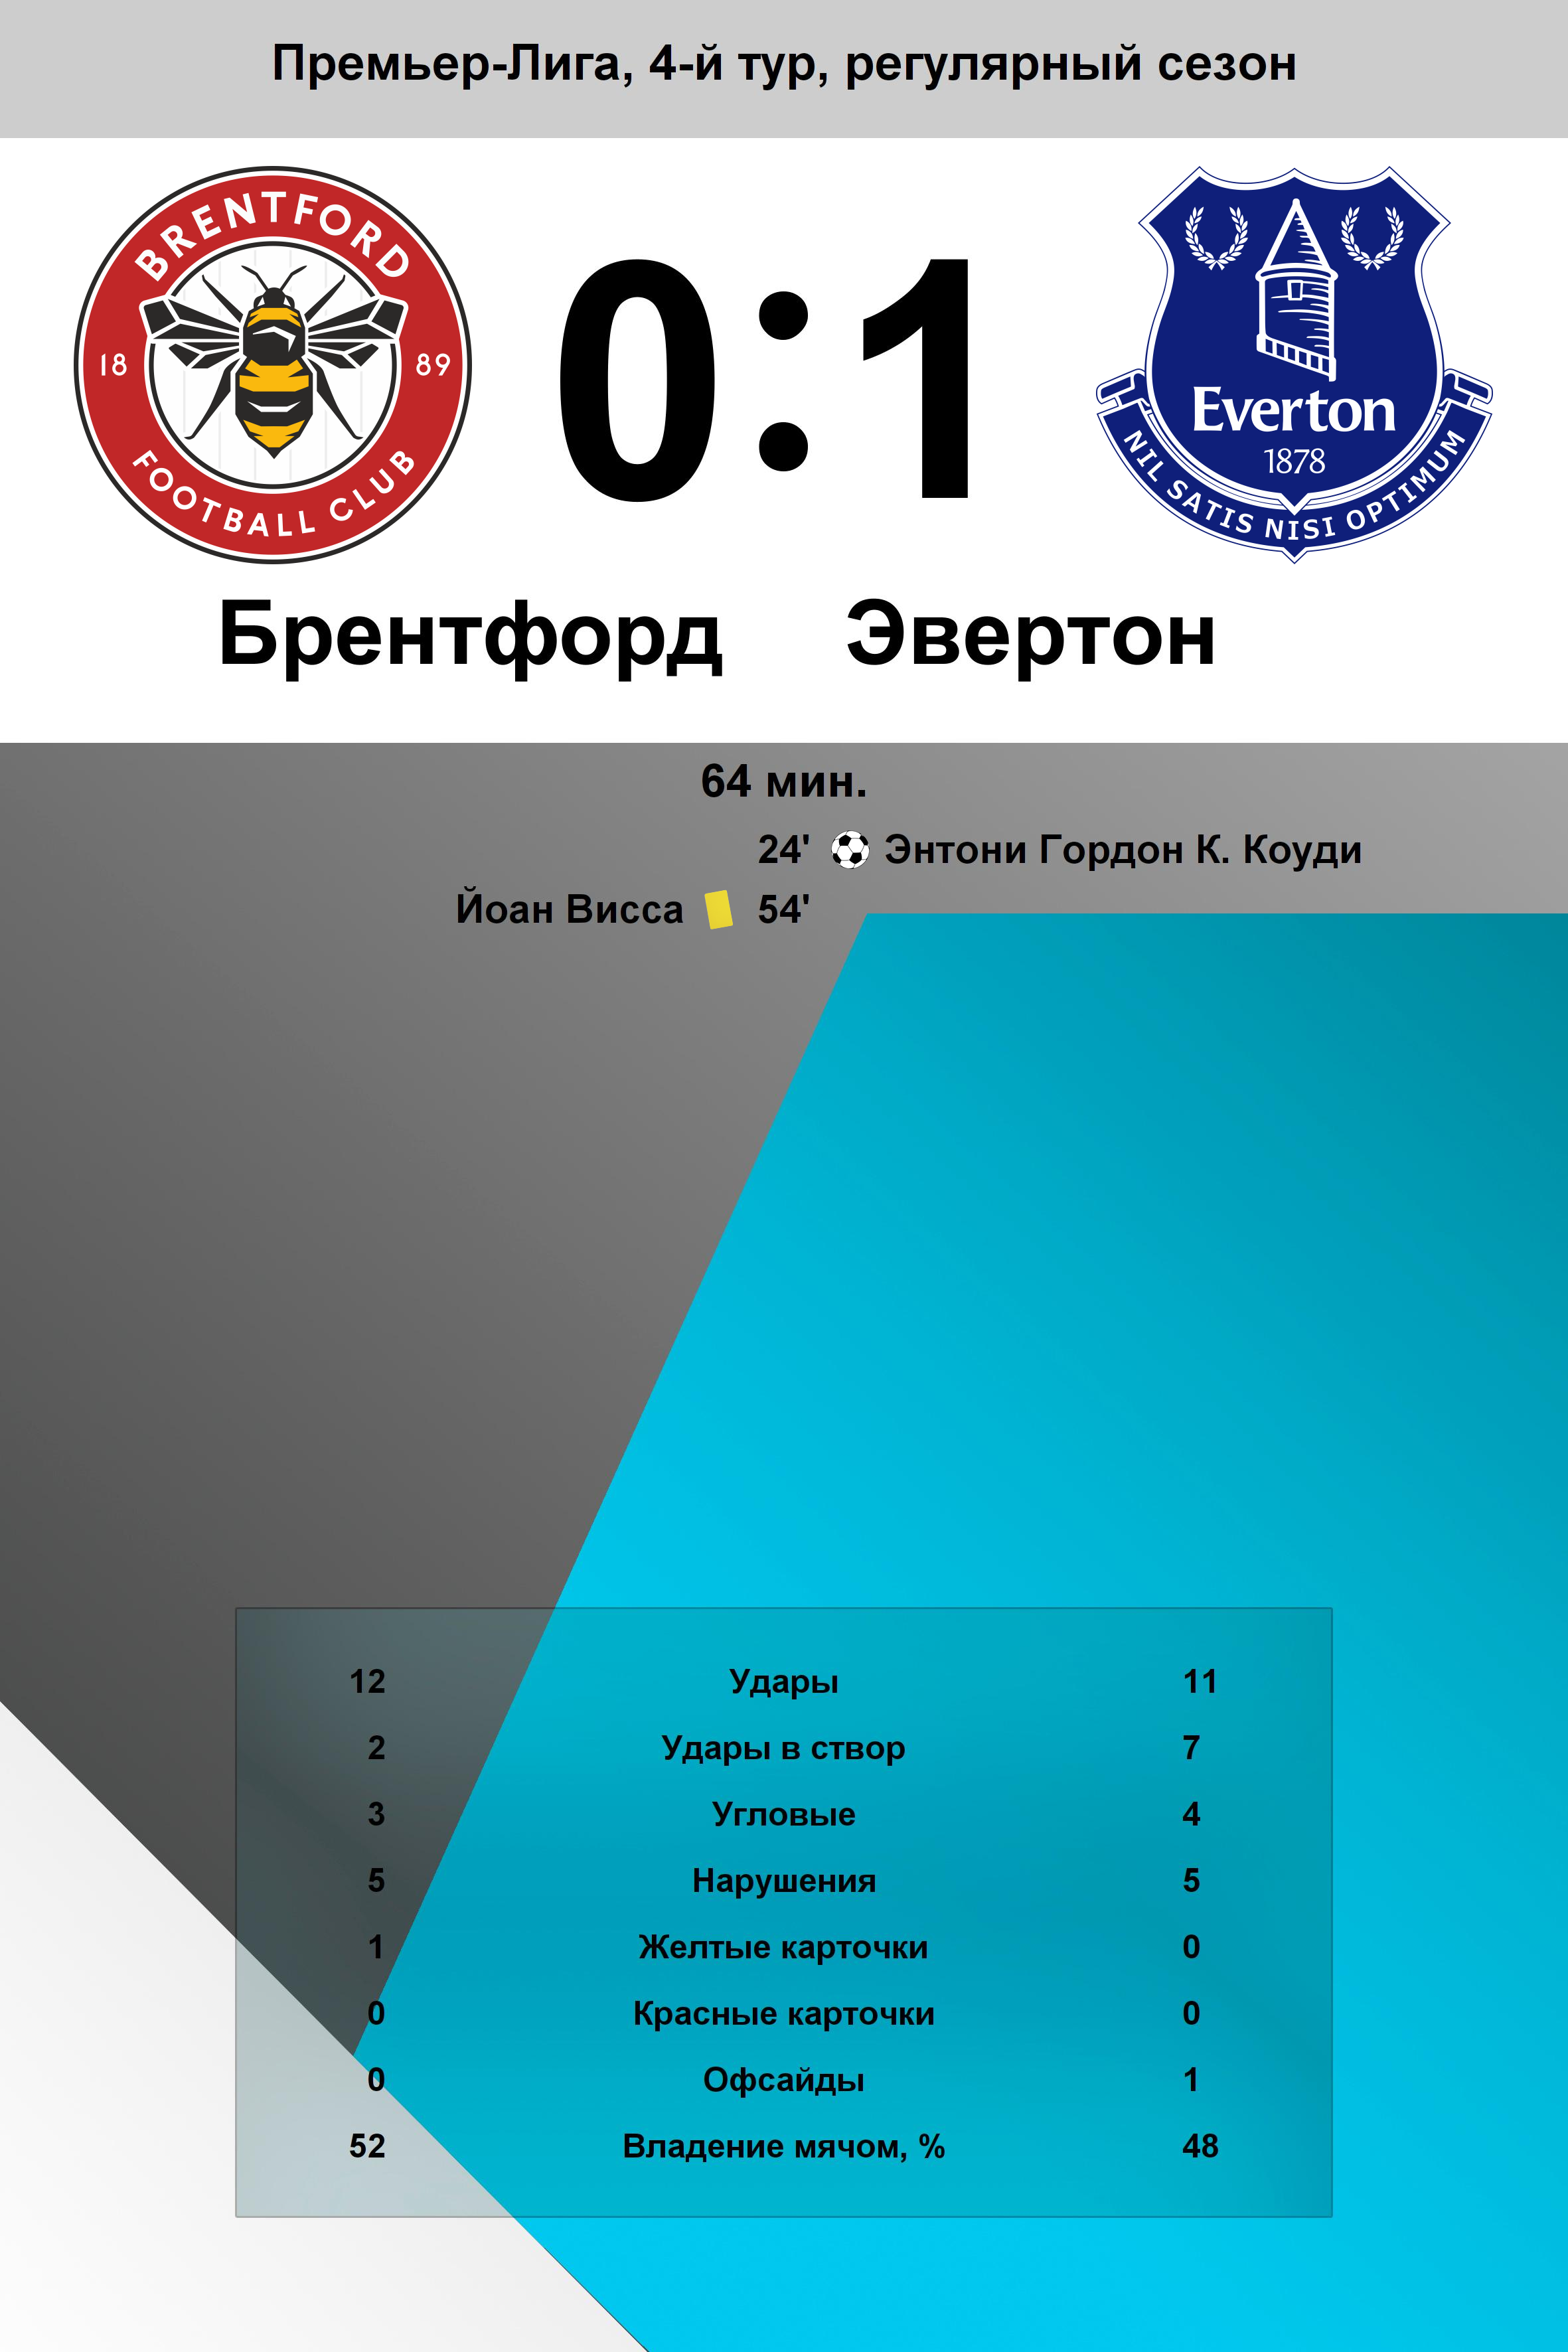 Премьер-Лига, 4-й тур, регулярный сезон
BRENTFORD
18 89
FOOTBALL CLUB
0:1
Everton
1878
NIL SATIS NISI OPTIMUM
Брентфорд Эвертон
64 мин.
24' Энтони Гордон К. Коуди
Йоан Висса 54'
12 Удары 11
2 Удары в створ 7
3 Угловые 4
5 Нарушения 5
1 Желтые карточки 0
0 Красные карточки 0
0 Офсайды 1
52 Владение мячом, % 48